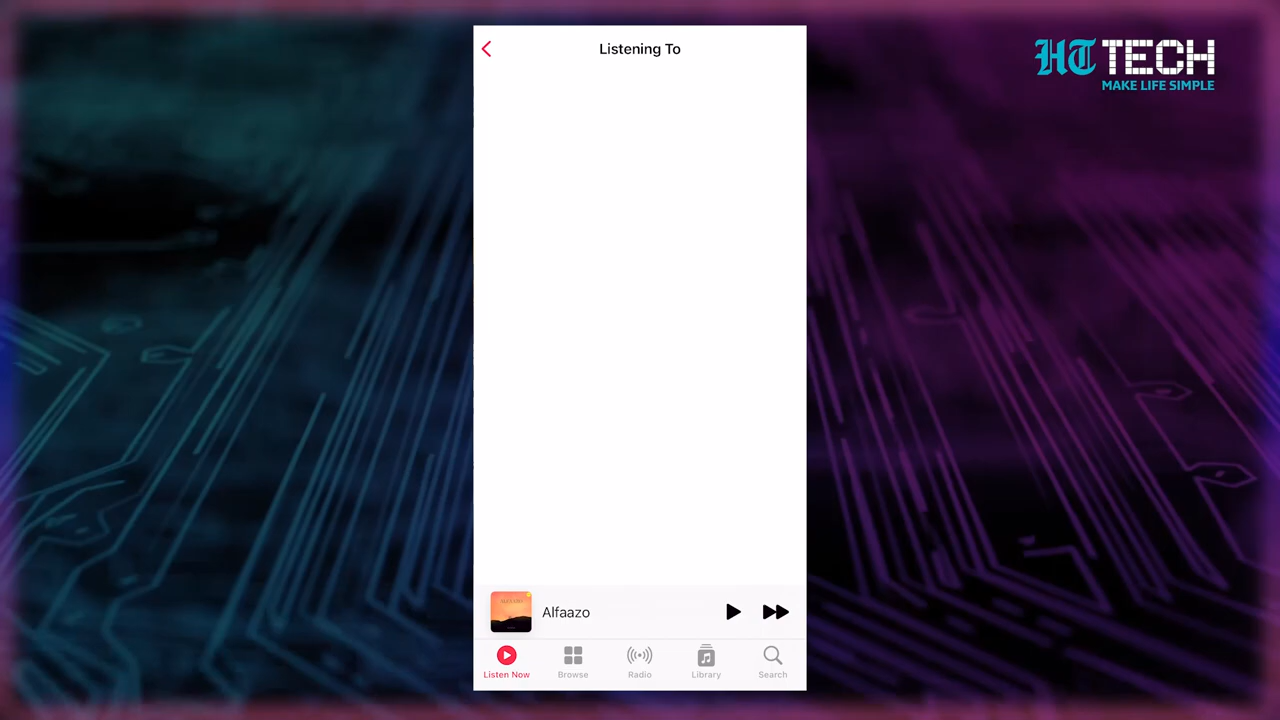 Listening To
HT TECH
MAKE LIFE SIMPLE
Alfaazo
Listen Now
Browse
Radio
Library
Search